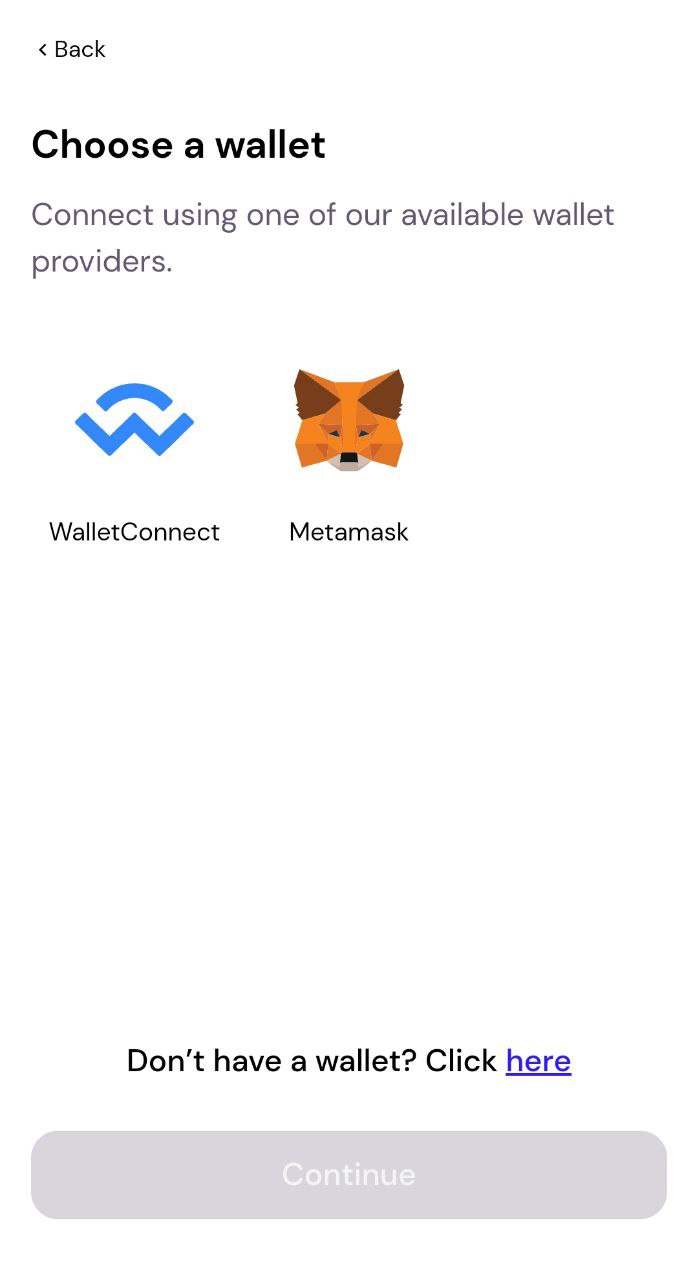 Back
Choose a wallet
Connect using one of our available wallet
providers.
WalletConnect
Metamask
Don’t have a wallet? Click here
Continue